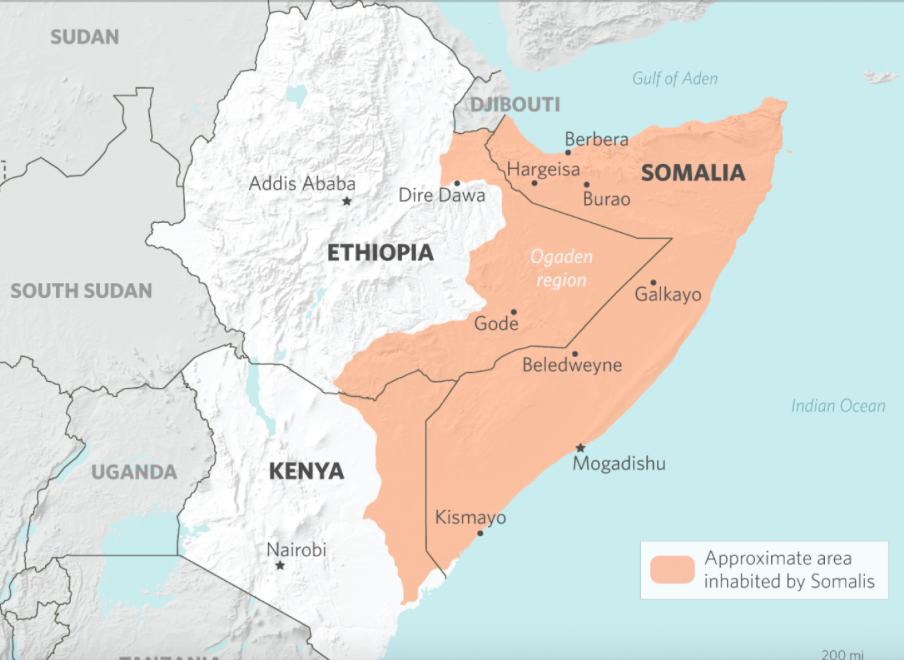 SUDAN
Gulf of Aden
DJIBOUTI
Berbera
Hargeisa
SOMALIA
Addis Ababa
Dire Dawa
Burao
ETHIOPIA
Ogaden
region
SOUTH SUDAN
Galkayo
Gode
Beledweyne
Indian Ocean
UGANDA
KENYA
Mogadishu
Kismayo
Nairobi
Approximate area
inhabited by Somalis
TANZANIA
200 mi